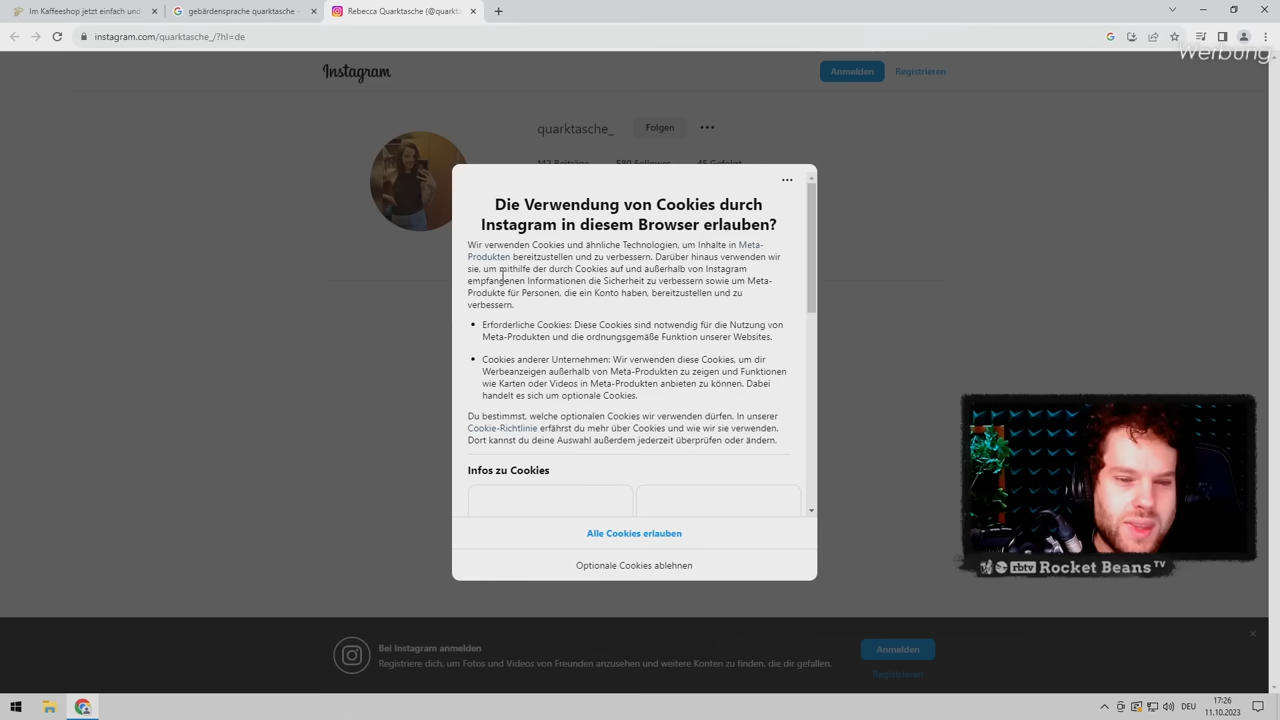 Im Kaffeeshop jetzt einfach und
gebärdensprache quarktasche -
Rebecca Quarktasche (@quarkta
instagram.com/quarktasche_/?hl=de
Werbung
Instagram
Anmelden
Registrieren
quarktasche_
Folgen
142 Beiträge
580 Follower
45 Gefolgt
Die Verwendung von Cookies durch
Instagram in diesem Browser erlauben?
Wir verwenden Cookies und ähnliche Technologien, um Inhalte in Meta-
Produkten bereitzustellen und zu verbessern. Darüber hinaus verwenden wir
sie, um mithilfe der durch Cookies auf und außerhalb von Instagram
empfangenen Informationen die Sicherheit zu verbessern sowie um Meta-
Produkte für Personen, die ein Konto haben, bereitzustellen und zu
verbessern.
Erforderliche Cookies: Diese Cookies sind notwendig für die Nutzung von
Meta-Produkten und die ordnungsgemäße Funktion unserer Websites.
Cookies anderer Unternehmen: Wir verwenden diese Cookies, um dir
Werbeanzeigen außerhalb von Meta-Produkten zu zeigen und Funktionen
wie Karten oder Videos in Meta-Produkten anbieten zu können. Dabei
handelt es sich um optionale Cookies.
Du bestimmst, welche optionalen Cookies wir verwenden dürfen. In unserer
Cookie-Richtlinie erfährst du mehr über Cookies und wie wir sie verwenden.
Dort kannst du deine Auswahl außerdem jederzeit überprüfen oder ändern.
Infos zu Cookies
Alle Cookies erlauben
Optionale Cookies ablehnen
rbtv Rocket Beans TV
Bei Instagram anmelden
Registriere dich, um Fotos und Videos von Freunden anzusehen und weitere Konten zu finden, die dir gefallen.
Anmelden
Registrieren
DEU
17:26
11.10.2023